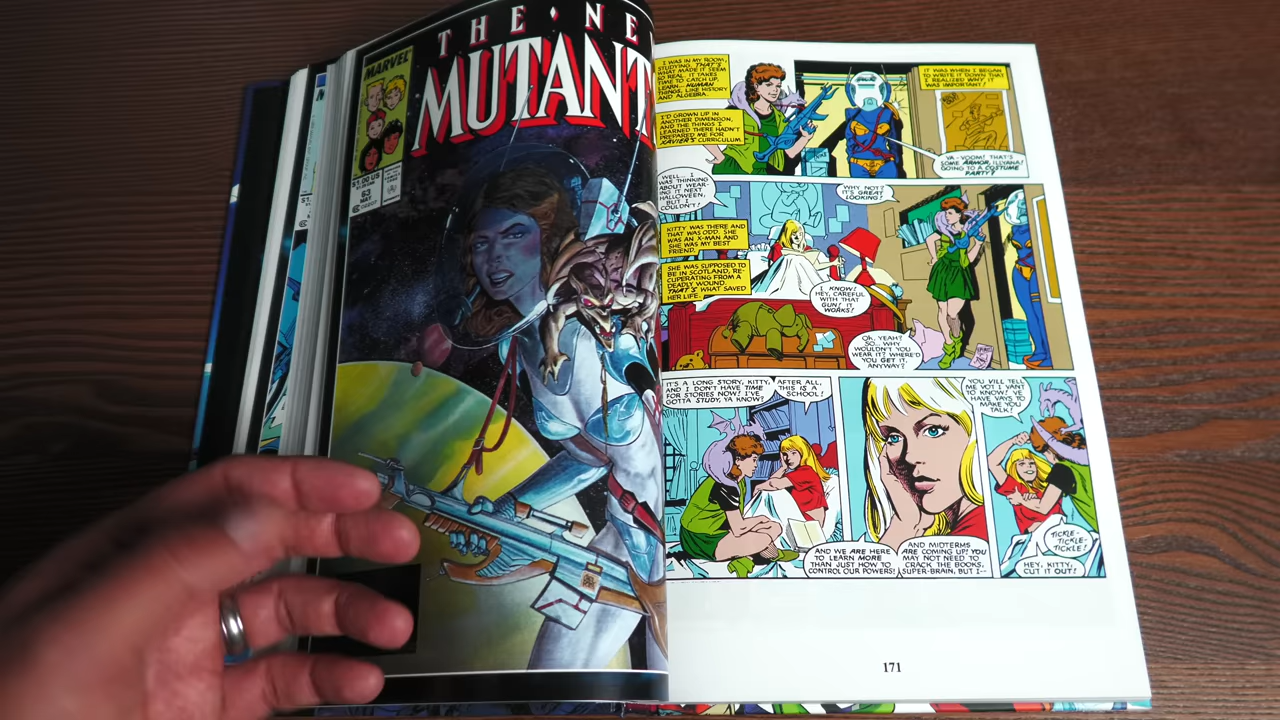 THE • NE
MUTANT
MARVEL
$1.00 US
63
MAY
I WAS IN MY ROOM,
STUDYING. THAT'S
WHAT MADE IT SEEM
SO REAL. IT TAKES
TIME TO CATCH UP,
LEARN-- HUMAN
THINGS, LIKE HISTORY
AND ALGEBRA.
I'D GROWN UP IN
ANOTHER DIMENSION,
AND THE THINGS I
LEARNED THERE HADN'T
PREPARED ME FOR
XAVIER'S CURRICULUM.
IT WAS WHEN I BEGAN
TO WRITE IT DOWN THAT
I REALIZED WHY IT
WAS IMPORTANT!
YA-VOOM! THAT'S
SOME ARMOR, ILLYANA!
GOING TO A COSTUME
PARTY?
WELL... I
WAS THINKING
ABOUT WEAR-
ING IT NEXT
HALLOWEEN,
BUT I
COULDN'T!
WHY NOT?
IT'S GREAT
LOOKING!
KITTY WAS THERE AND
THAT WAS ODD. SHE
WAS AN X-MAN AND
SHE WAS MY BEST
FRIEND.
SHE WAS SUPPOSED TO
BE IN SCOTLAND, RE-
CUPERATING FROM A
DEADLY WOUND.
THAT'S WHAT SAVED
HER LIFE.
I KNOW!
HEY, CAREFUL
WITH THAT
GUN! IT
WORKS!
OH, YEAH?
SO... WHY
WOULDN'T YOU
WEAR IT? WHERE'D
YOU GET IT,
ANYWAY?
IT'S A LONG STORY, KITTY,
AND I DON'T HAVE TIME
FOR STORIES NOW! I'VE
GOTTA STUDY, YA KNOW!
AFTER ALL,
THIS IS A
SCHOOL!
AND WE ARE HERE
TO LEARN MORE
THAN JUST HOW TO
CONTROL OUR POWERS!
AND MIDTERMS
ARE COMING UP! YOU
MAY NOT NEED TO
CRACK THE BOOKS,
SUPER-BRAIN, BUT I--
YOU VILL TELL
ME VOT I VANT
TO KNOW! VE
HAVE VAYS TO
MAKE YOU
TALK!
TICKLE-
TICKLE-
TICKLE!
HEY, KITTY,
CUT IT OUT!
171